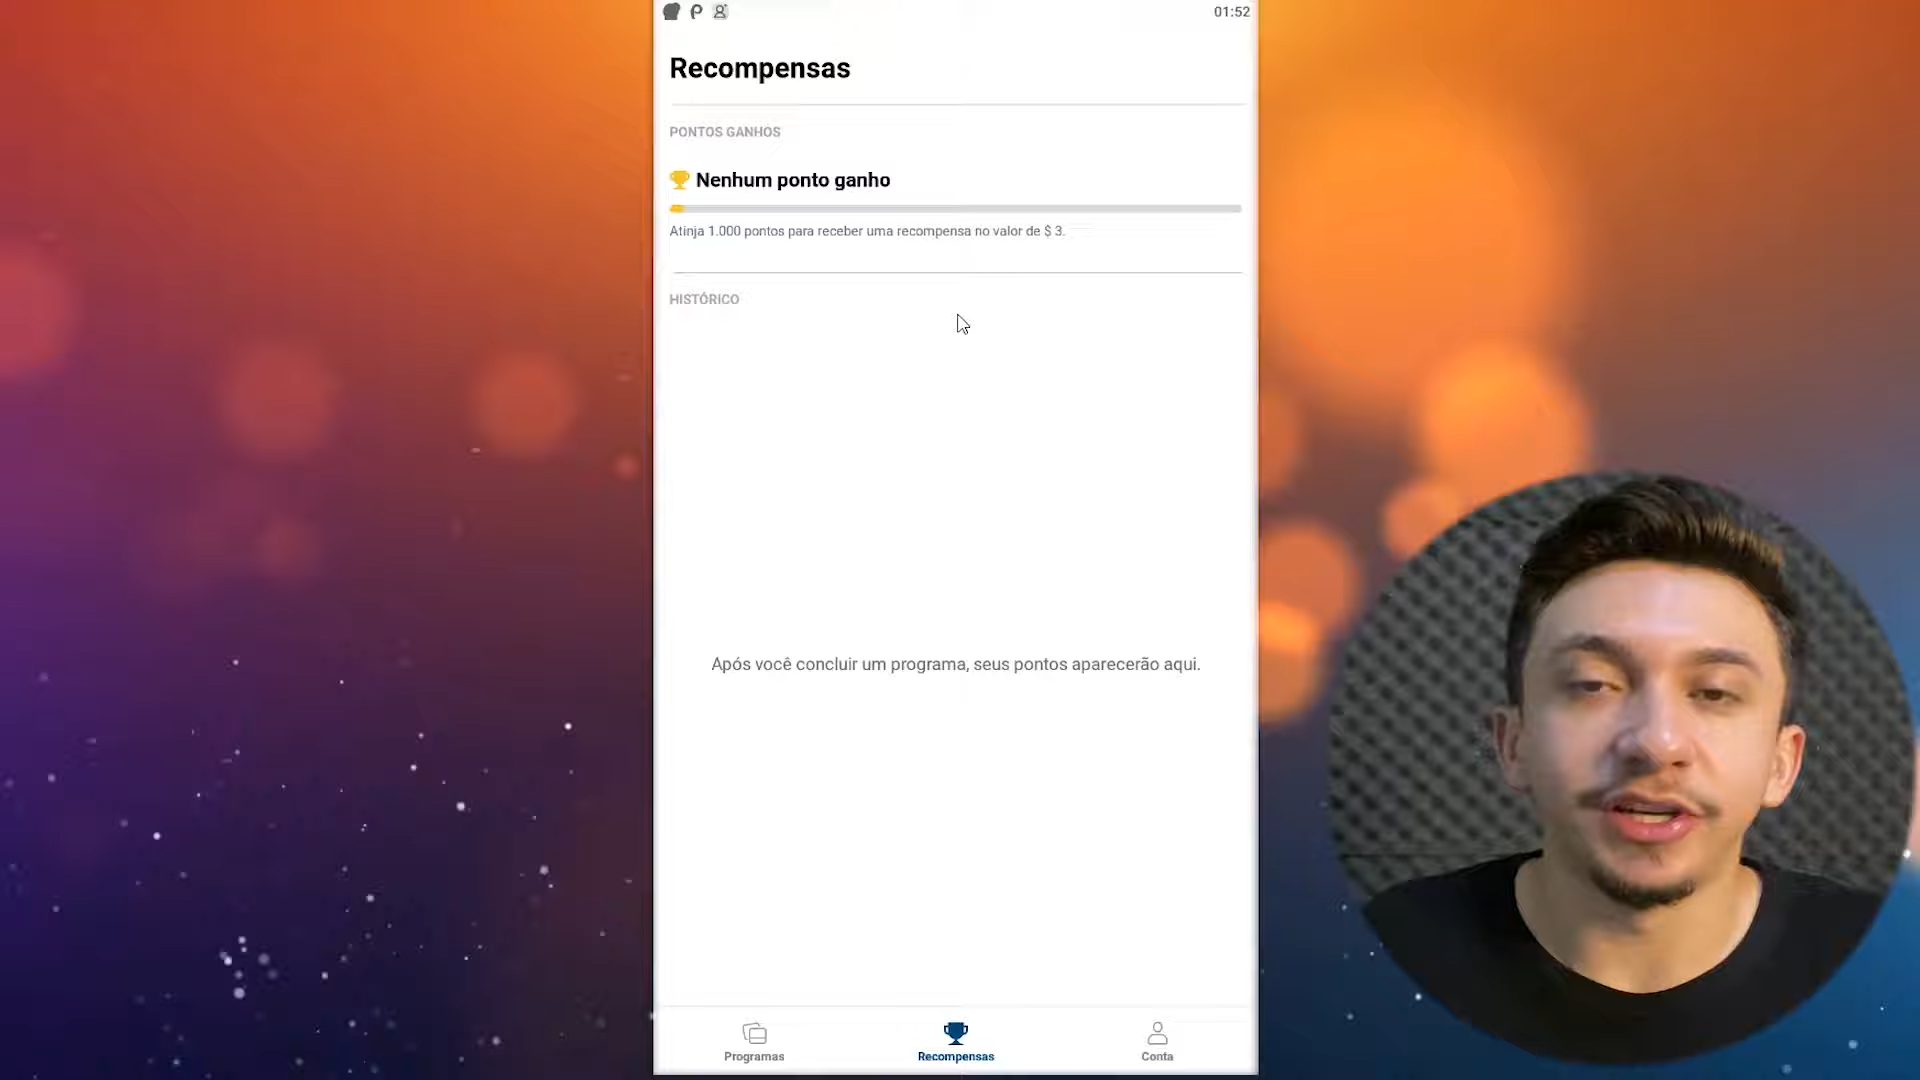 01:52
Recompensas
PONTOS GANHOS
Nenhum ponto ganho
Atinja 1.000 pontos para receber uma recompensa no valor de $ 3.
HISTÓRICO
Após você concluir um programa, seus pontos aparecerão aqui.
Programas
Recompensas
Conta